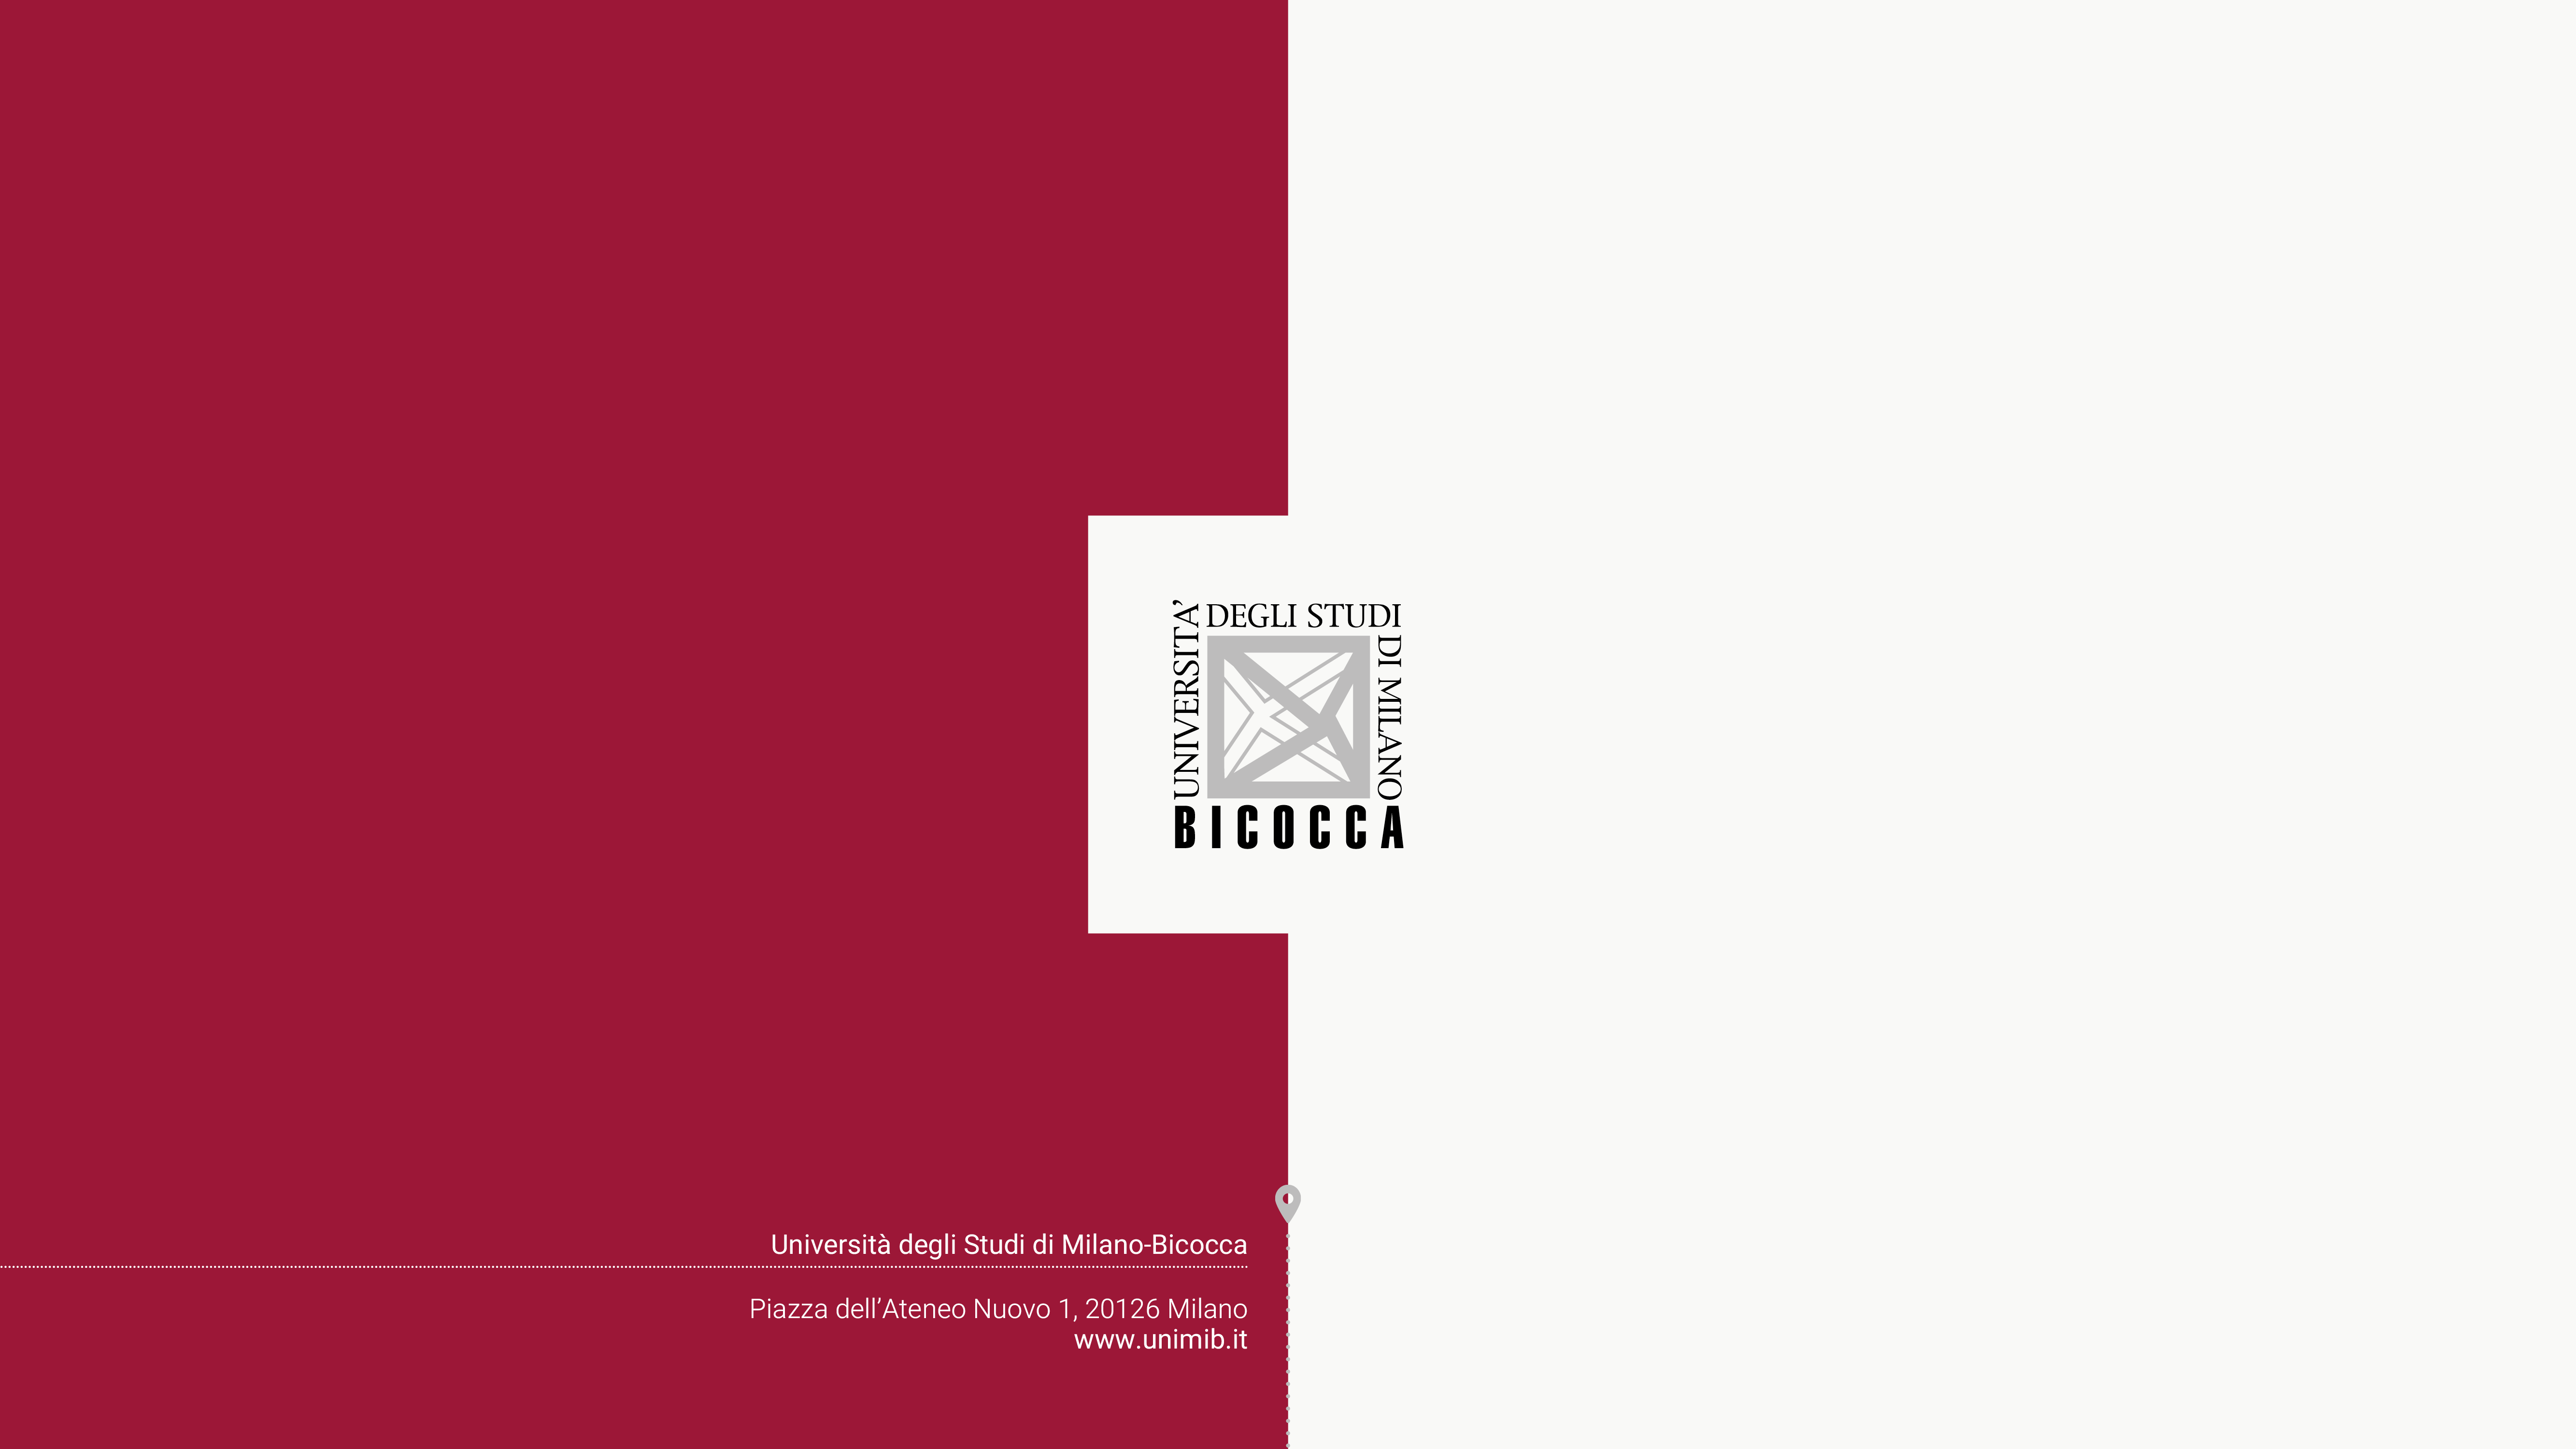 UNIVERSITA’
DEGLI STUDI
DI MILANO
BICOCCA
Università degli Studi di Milano-Bicocca
Piazza dell’Ateneo Nuovo 1, 20126 Milano
www.unimib.it